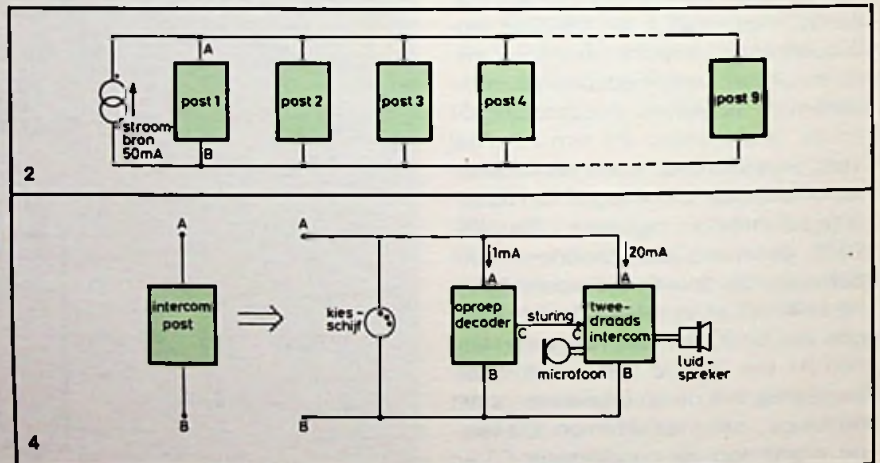 A
post 1
post 2
post 3
post 4
post 9
stroom-
bron
50mA
B
2
A
A
1mA
20mA
A
A
intercom
post
kies-
schijf
oproep
decoder
sturing
C
C
twee-
draads
intercom
microfoon
luid-
spreker
B
B
B
B
4